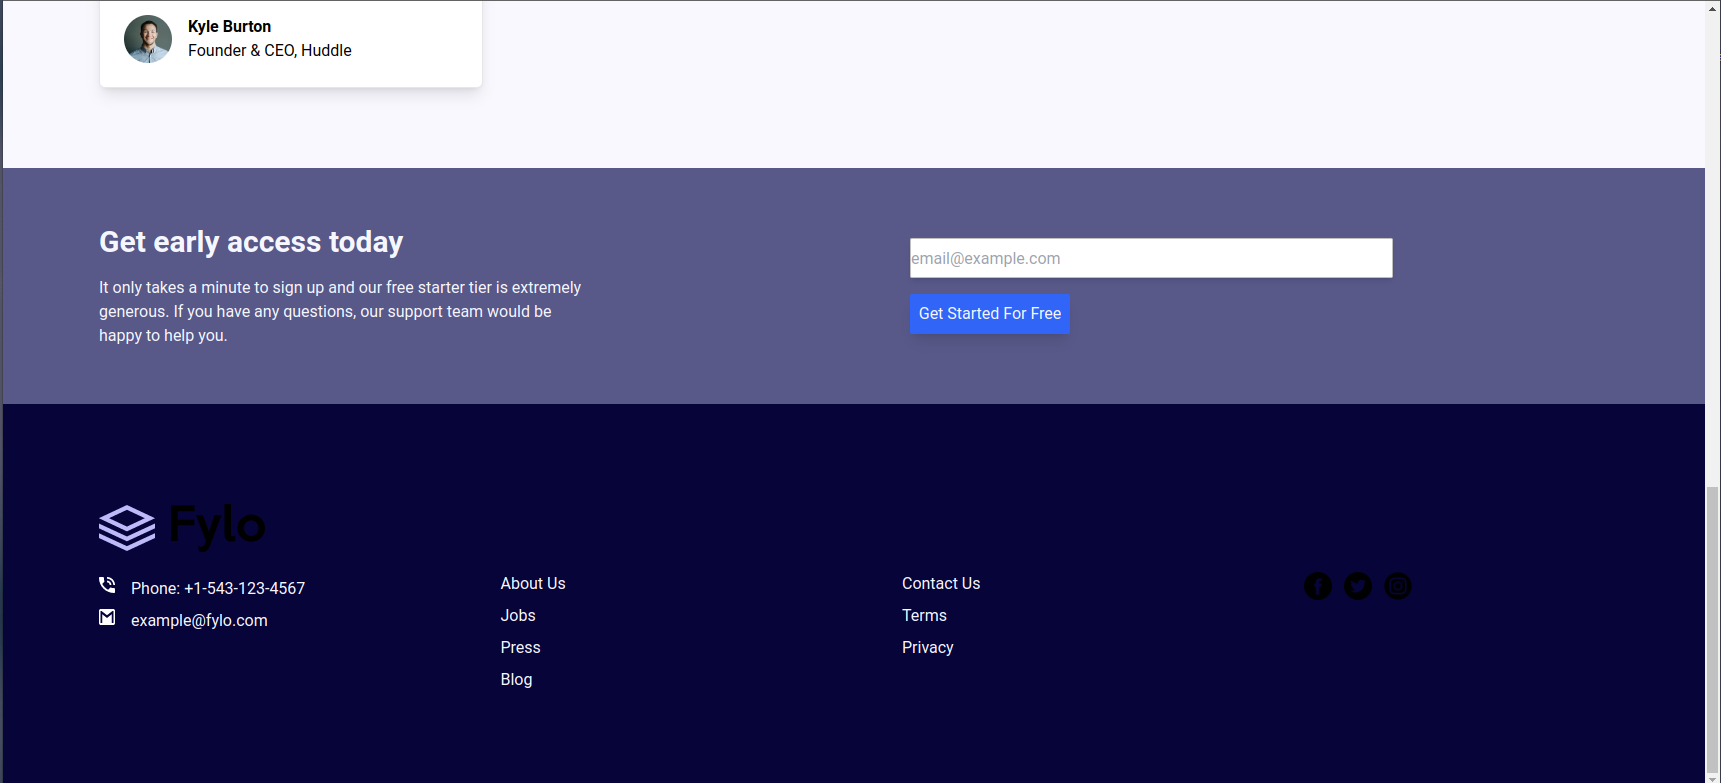 Kyle Burton
Founder & CEO, Huddle
Get early access today
It only takes a minute to sign up and our free starter tier is extremely
generous. If you have any questions, our support team would be
happy to help you.
email@example.com
Get Started For Free
Fylo
Phone: +1-543-123-4567
example@fylo.com
About Us
Jobs
Press
Blog
Contact Us
Terms
Privacy